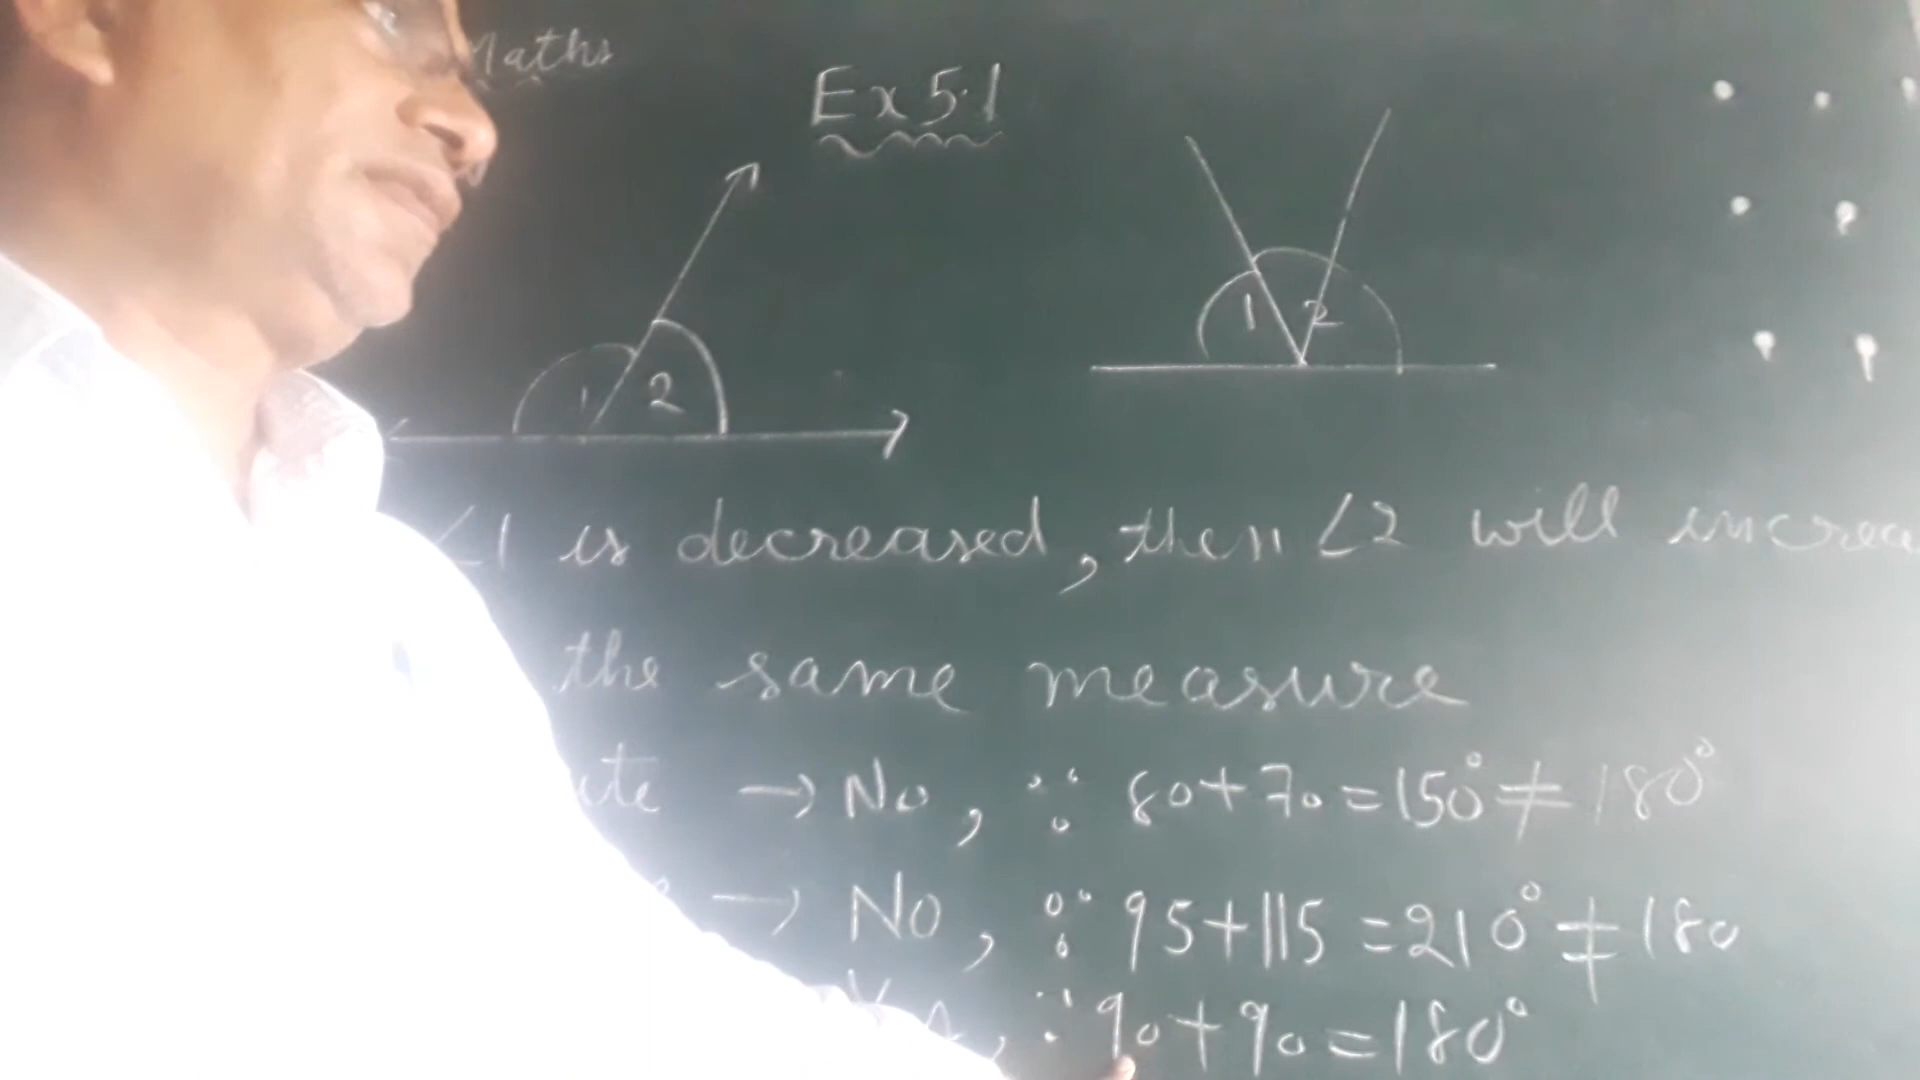 Maths
Ex 5.1
1 2
1 2
∠1 is decreased, then ∠2 will increa
the same measure
→ No, ∵ 80+70=150°≠180°
→ No, ∵ 95+115=210°≠180
∵ 90+90=180°